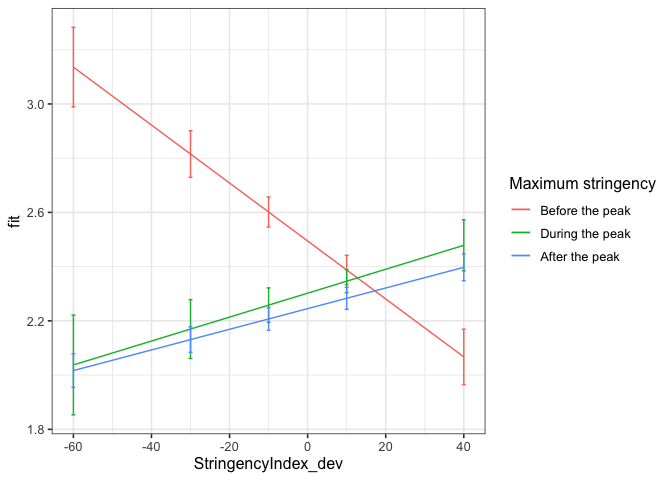 3.0
2.6
2.2
1.8
fit
-60 -40 -20 0 20 40
StringencyIndex_dev
Maximum stringency
Before the peak
During the peak
After the peak